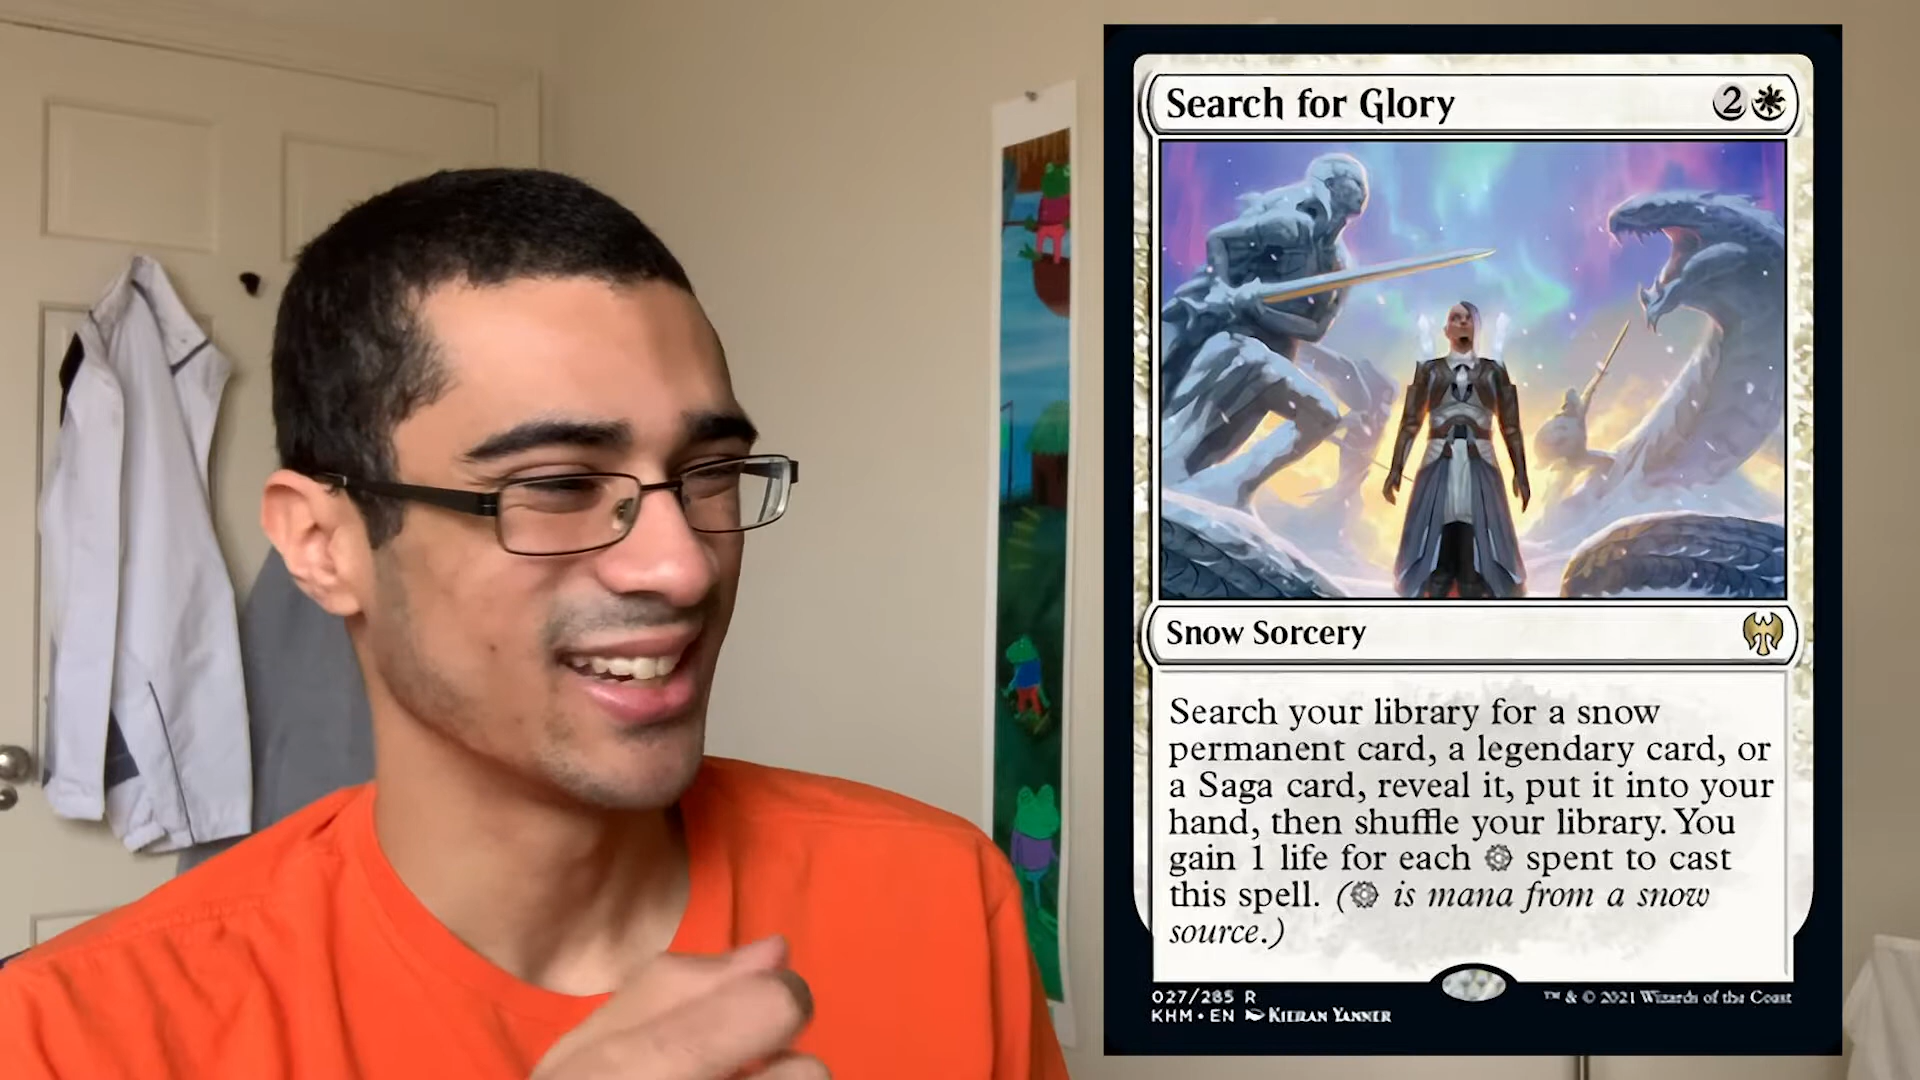 Search for Glory 2
Snow Sorcery
Search your library for a snow
permanent card, a legendary card, or
a Saga card, reveal it, put it into your
hand, then shuffle your library. You
gain 1 life for each spent to cast
this spell. ( is mana from a snow
source.)
027/285 R
KHM • EN Kieran Yanner
™ & © 2021 Wizards of the Coast